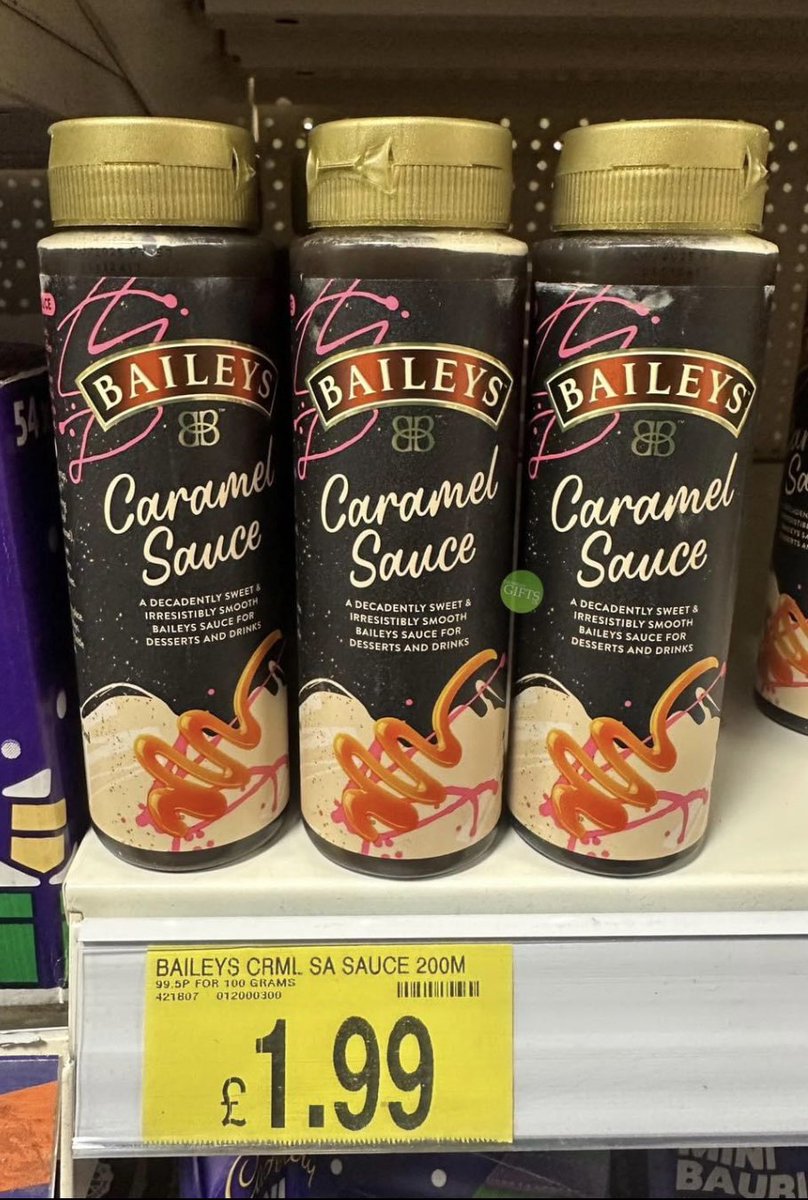 BAILEYS
Caramel
Sauce
A DECADENTLY SWEET &
IRRESISTIBLY SMOOTH
BAILEYS SAUCE FOR
DESSERTS AND DRINKS
BAILEYS
Caramel
Sauce
A DECADENTLY SWEET &
IRRESISTIBLY SMOOTH
BAILEYS SAUCE FOR
DESSERTS AND DRINKS
BAILEYS
™
Caramel
Sauce
A DECADENTLY SWEET &
IRRESISTIBLY SMOOTH
BAILEYS SAUCE FOR
DESSERTS AND DRINKS
GIFTS
54
BAILEYS CRML SA SAUCE 200M
99.5P FOR 100 GRAMS
421807 012000300
£1.99
MINI